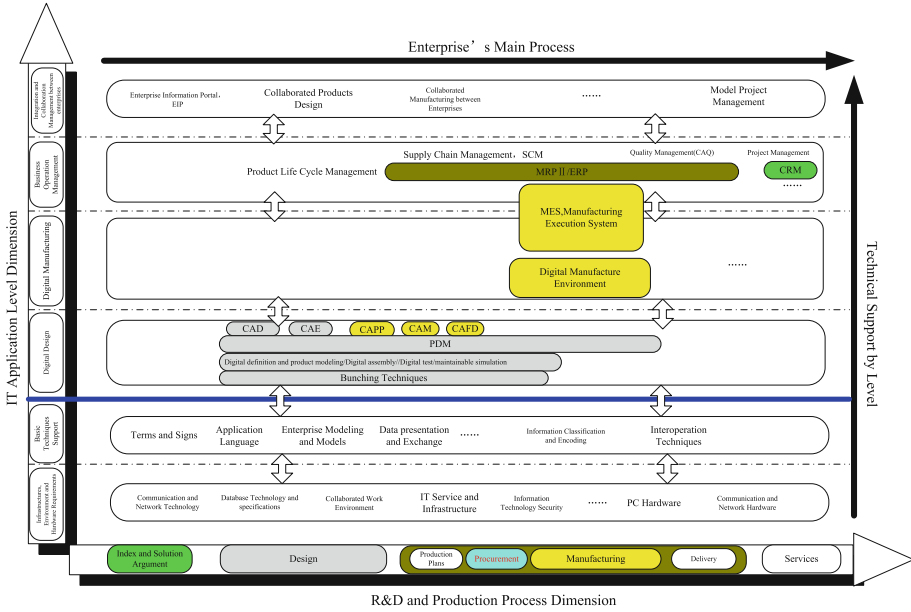 Enterprise’s Main Process
IT Application Level Dimension
Technical Support by Level
Integration and
Collaboration
Management between
enterprises
Enterprise Information Portal，
EIP
Collaborated Products
Design
Collaborated
Manufacturing between
Enterprises
......
Model Project
Management
Business
Operation
Management
Supply Chain Management，SCM
Quality Management(CAQ)
Project Management
Product Life Cycle Management
MRPⅡ/ERP
CRM
......
Digital Manufacturing
MES,Manufacturing
Execution System
Digital Manufacture
Environment
......
Digital Design
CAD
CAE
CAPP
CAM
CAFD
PDM
Digital definition and product modeling/Digital assembly//Digital test/maintainable simulation
Bunching Techniques
Basic
Techniques
Support
Terms and Signs
Application
Language
Enterprise Modeling
and Models
Data presentation
and Exchange
......
Information Classification
and Encoding
Interoperation
Techniques
Infrastructures,
Environment and
Hardware Requirements
Communication and
Network Technology
Database Technology and
specifications
Collaborated Work
Environment
IT Service and
Infrastructure
Information
Technology Security
......
PC Hardware
Communication and
Network Hardware
Index and Solution
Argument
Design
Production
Plans
Procurement
Manufacturing
Delivery
Services
R&D and Production Process Dimension